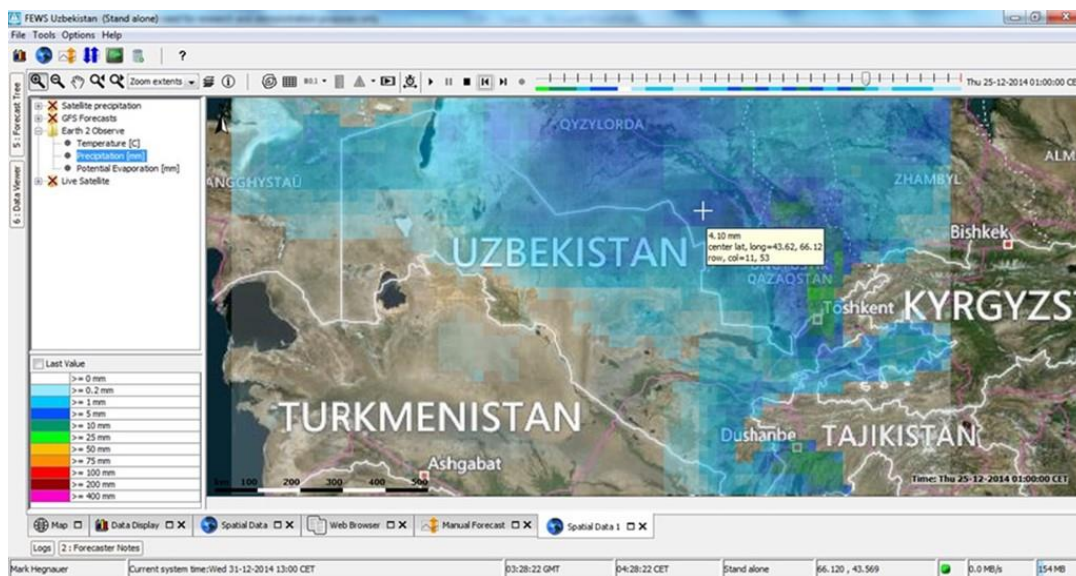 FEWS Uzbekistan (Stand alone)
File Tools Options Help
?
Zoom extents
Thu 25-12-2014 01:00:00 CE
5 : Forecast Tree
6 : Data Viewer
Satellite precipitation
GFS Forecasts
Earth 2 Observe
Temperature [C]
Precipitation [mm]
Potential Evaporation [mm]
Live Satellite
QYZYLORDA
ALM
ANGGHYSTAŪ
ZHAMBYL
Bishkek
UZBEKISTAN
4.10 mm
center lat, long=43.62, 66.12
row, col=11, 53
QAZAQSTAN
Toshkent
KYRGYZST
TURKMENISTAN
Dushanbe
TAJIKISTAN
Ashgabat
km 100 200 300 400 500
Time: Thu 25-12-2014 01:00:00 CET
Last Value
>= 0 mm
>= 0.2 mm
>= 1 mm
>= 5 mm
>= 10 mm
>= 25 mm
>= 50 mm
>= 75 mm
>= 100 mm
>= 200 mm
>= 400 mm
Map Data Display Spatial Data Web Browser Manual Forecast Spatial Data 1
Logs 2 : Forecaster Notes
Mark Hegnauer Current system time:Wed 31-12-2014 13:00 CET 03:28:22 GMT 04:28:22 CET Stand alone 66.120 , 43.569 0.0 MB/s 154 MB